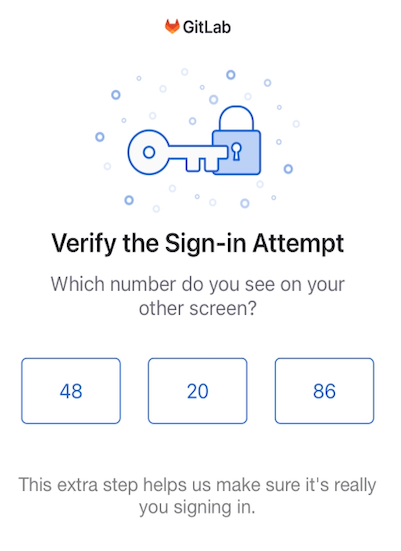 GitLab
Verify the Sign-in Attempt
Which number do you see on your
other screen?
48 20 86
This extra step helps us make sure it's really
you signing in.